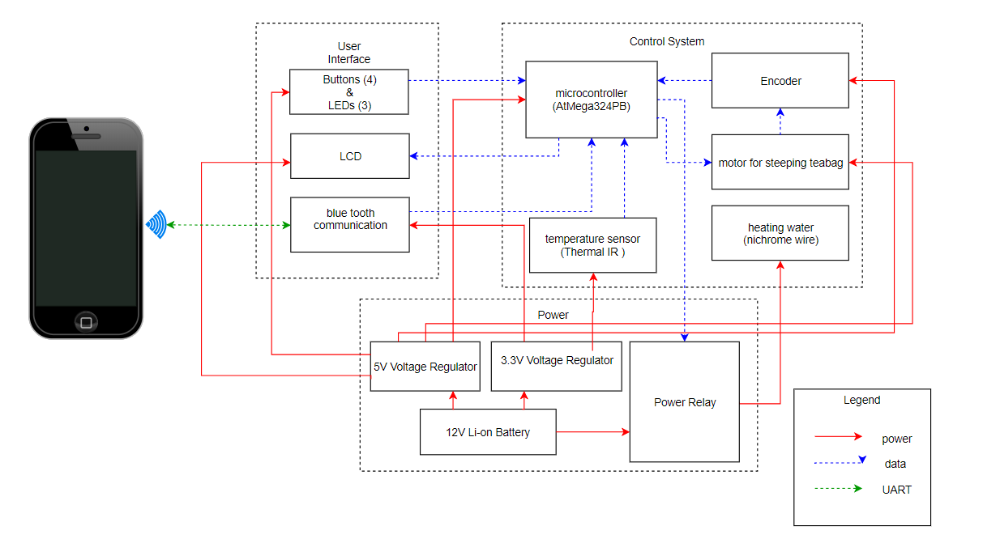 User
Interface
Buttons (4)
&
LEDs (3)
LCD
blue tooth
communication
Control System
microcontroller
(AtMega324PB)
Encoder
motor for steeping teabag
heating water
(nichrome wire)
temperature sensor
(Thermal IR )
Power
5V Voltage Regulator
3.3V Voltage Regulator
12V Li-on Battery
Power Relay
Legend
power
data
UART